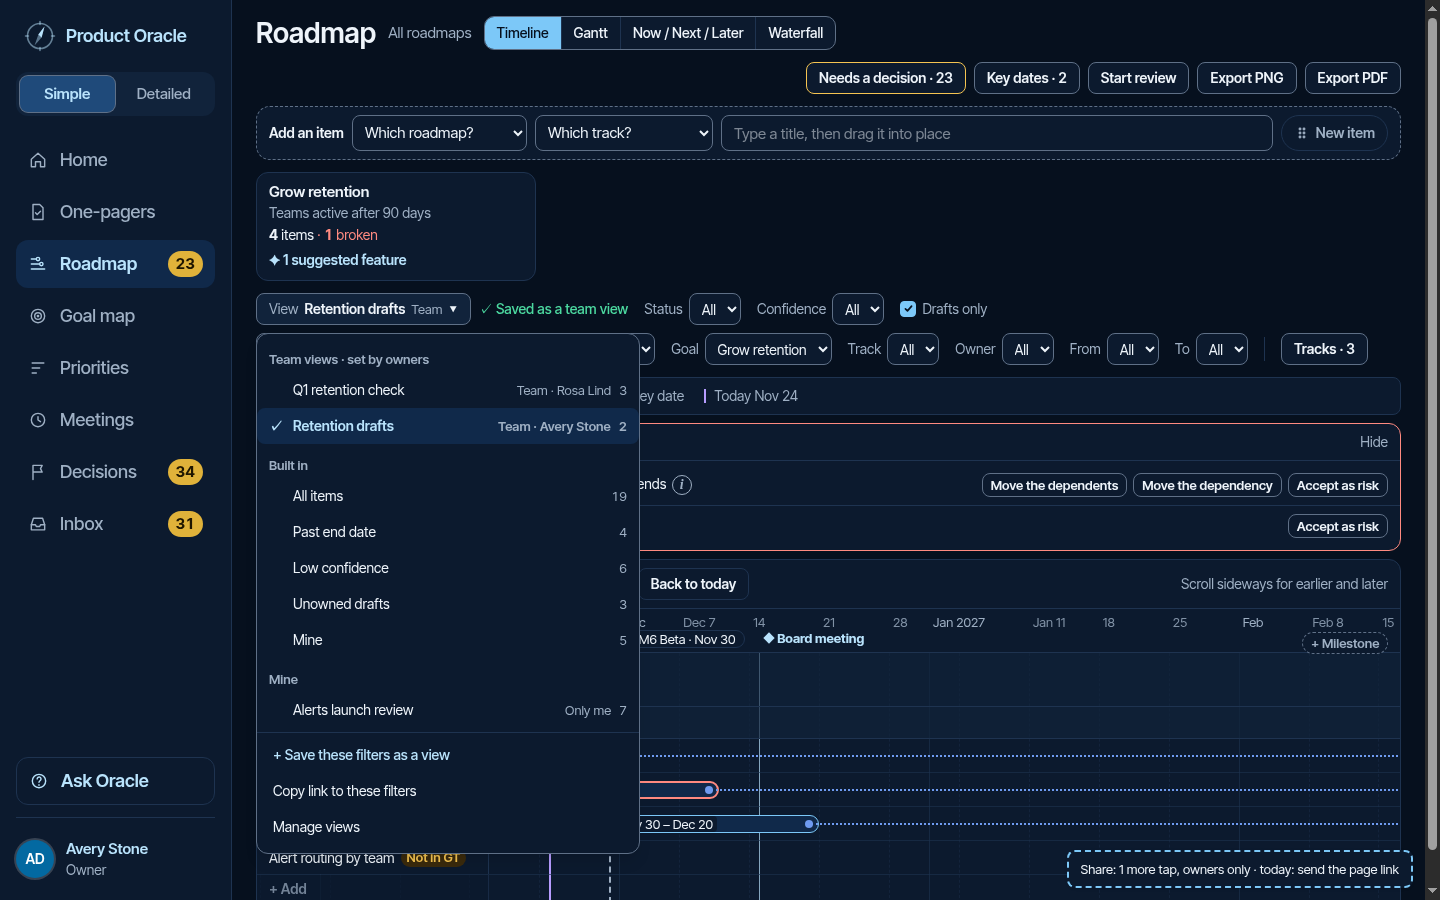 Product Oracle
Simple
Detailed
Home
One-pagers
Roadmap 23
Goal map
Priorities
Meetings
Decisions 34
Inbox 31
Ask Oracle
AD
Avery Stone
Owner
Roadmap
All roadmaps
Timeline
Gantt
Now / Next / Later
Waterfall
Needs a decision · 23
Key dates · 2
Start review
Export PNG
Export PDF
Add an item
Which roadmap?
Which track?
Type a title, then drag it into place
New item
Grow retention
Teams active after 90 days
4 items · 1 broken
✦ 1 suggested feature
View Retention drafts Team ▼
✓ Saved as a team view
Status All
Confidence All
Drafts only
Goal Grow retention
Track All
Owner All
From All
To All
Tracks · 3
Team views · set by owners
Q1 retention check Team · Rosa Lind 3
✓ Retention drafts Team · Avery Stone 2
Built in
All items 19
Past end date 4
Low confidence 6
Unowned drafts 3
Mine 5
Mine
Alerts launch review Only me 7
+ Save these filters as a view
Copy link to these filters
Manage views
ey date
Today Nov 24
Hide
ends i
Move the dependents
Move the dependency
Accept as risk
Accept as risk
Back to today
Scroll sideways for earlier and later
c Dec 7 14 21 28 Jan 2027 Jan 11 18 25 Feb Feb 8 15
M6 Beta · Nov 30
◆ Board meeting
+ Milestone
30 – Dec 20
Alert routing by team Not in GT
+ Add
Share: 1 more tap, owners only · today: send the page link